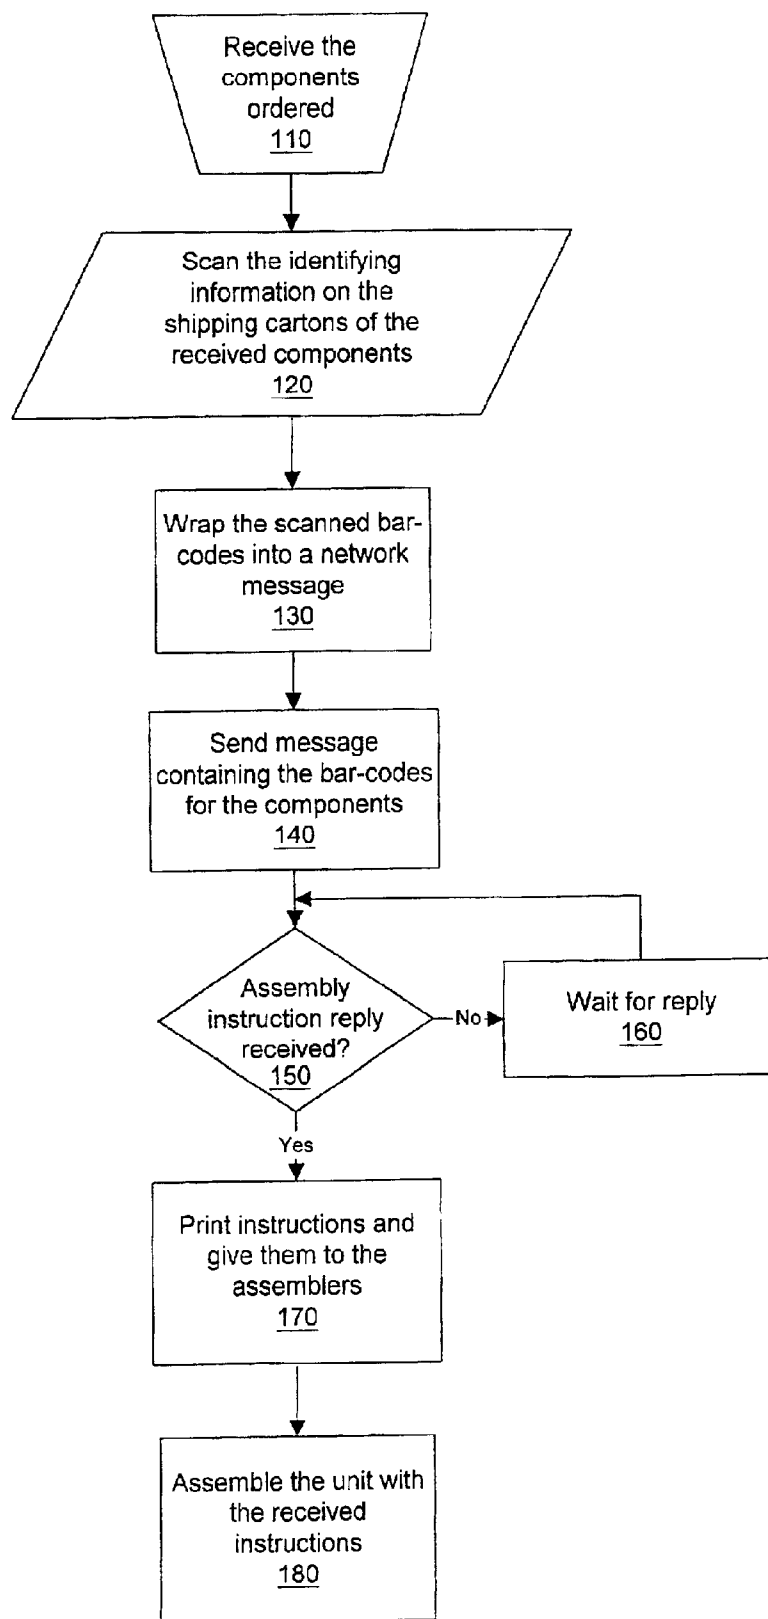 Receive the
components
ordered
110
Scan the identifying
information on the
shipping cartons of the
received components
120
Wrap the scanned bar-
codes into a network
message
130
Send message
containing the bar-codes
for the components
140
Assembly
instruction reply
received?
150
No
Wait for reply
160
Yes
Print instructions and
give them to the
assemblers
170
Assemble the unit with
the received
instructions
180